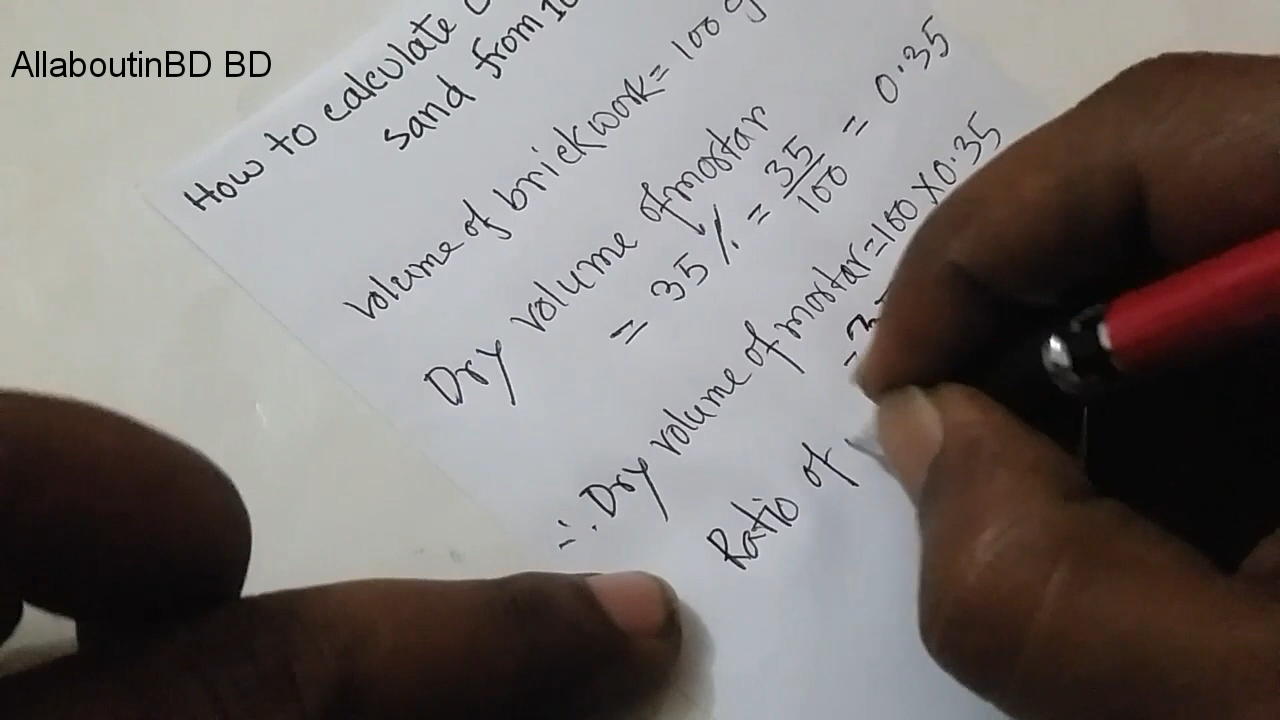 AllaboutinBD BD
How to calculate
sand from
Volume of brickwork = 100
Dry volume of mortar
= 35% = 35/100 = 0.35
∴ Dry volume of mortar = 100 X 0.35
=
Ratio of